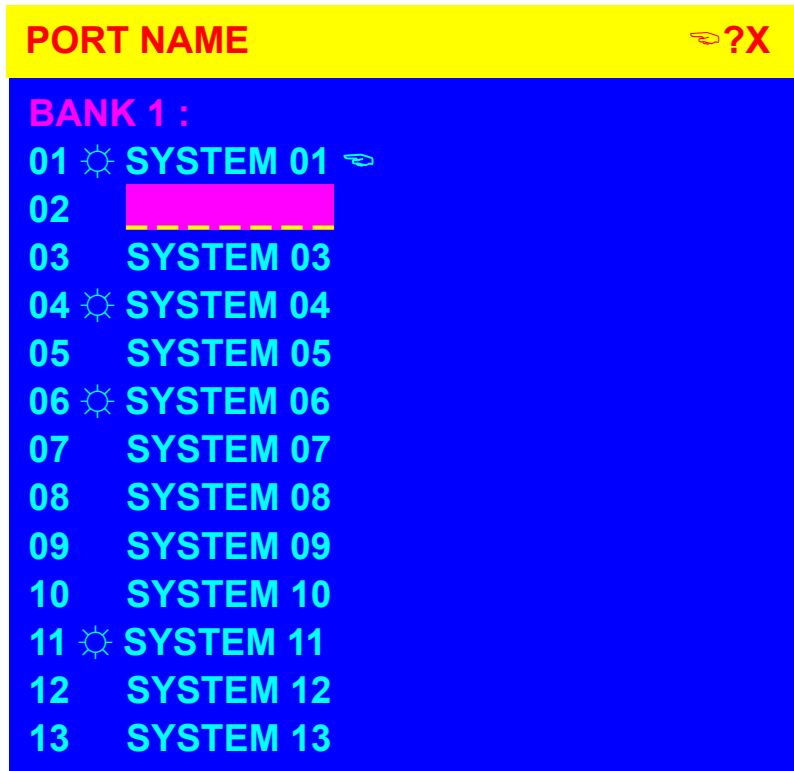 PORT NAME ☜?X
BANK 1 :
01 ☼ SYSTEM 01 ☜
02
03 SYSTEM 03
04 ☼ SYSTEM 04
05 SYSTEM 05
06 ☼ SYSTEM 06
07 SYSTEM 07
08 SYSTEM 08
09 SYSTEM 09
10 SYSTEM 10
11 ☼ SYSTEM 11
12 SYSTEM 12
13 SYSTEM 13